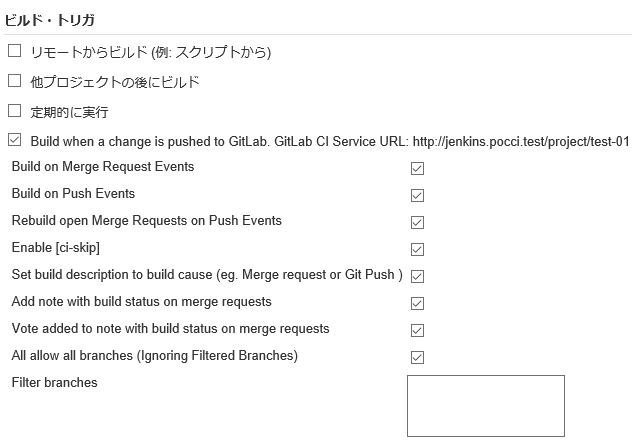 ビルド・トリガ
リモートからビルド (例: スクリプトから)
他プロジェクトの後にビルド
定期的に実行
Build when a change is pushed to GitLab. GitLab CI Service URL: http://jenkins.pocci.test/project/test-01
Build on Merge Request Events
Build on Push Events
Rebuild open Merge Requests on Push Events
Enable [ci-skip]
Set build description to build cause (eg. Merge request or Git Push )
Add note with build status on merge requests
Vote added to note with build status on merge requests
All allow all branches (Ignoring Filtered Branches)
Filter branches